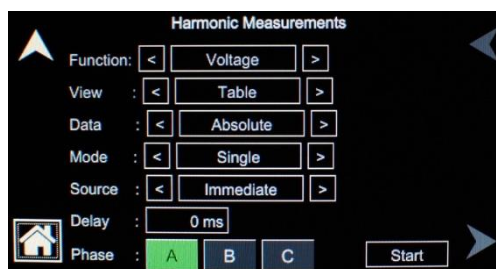 Harmonic Measurements
Function: < Voltage >
View : < Table >
Data : < Absolute >
Mode : < Single >
Source : < Immediate >
Delay : 0 ms
Phase : A B C Start